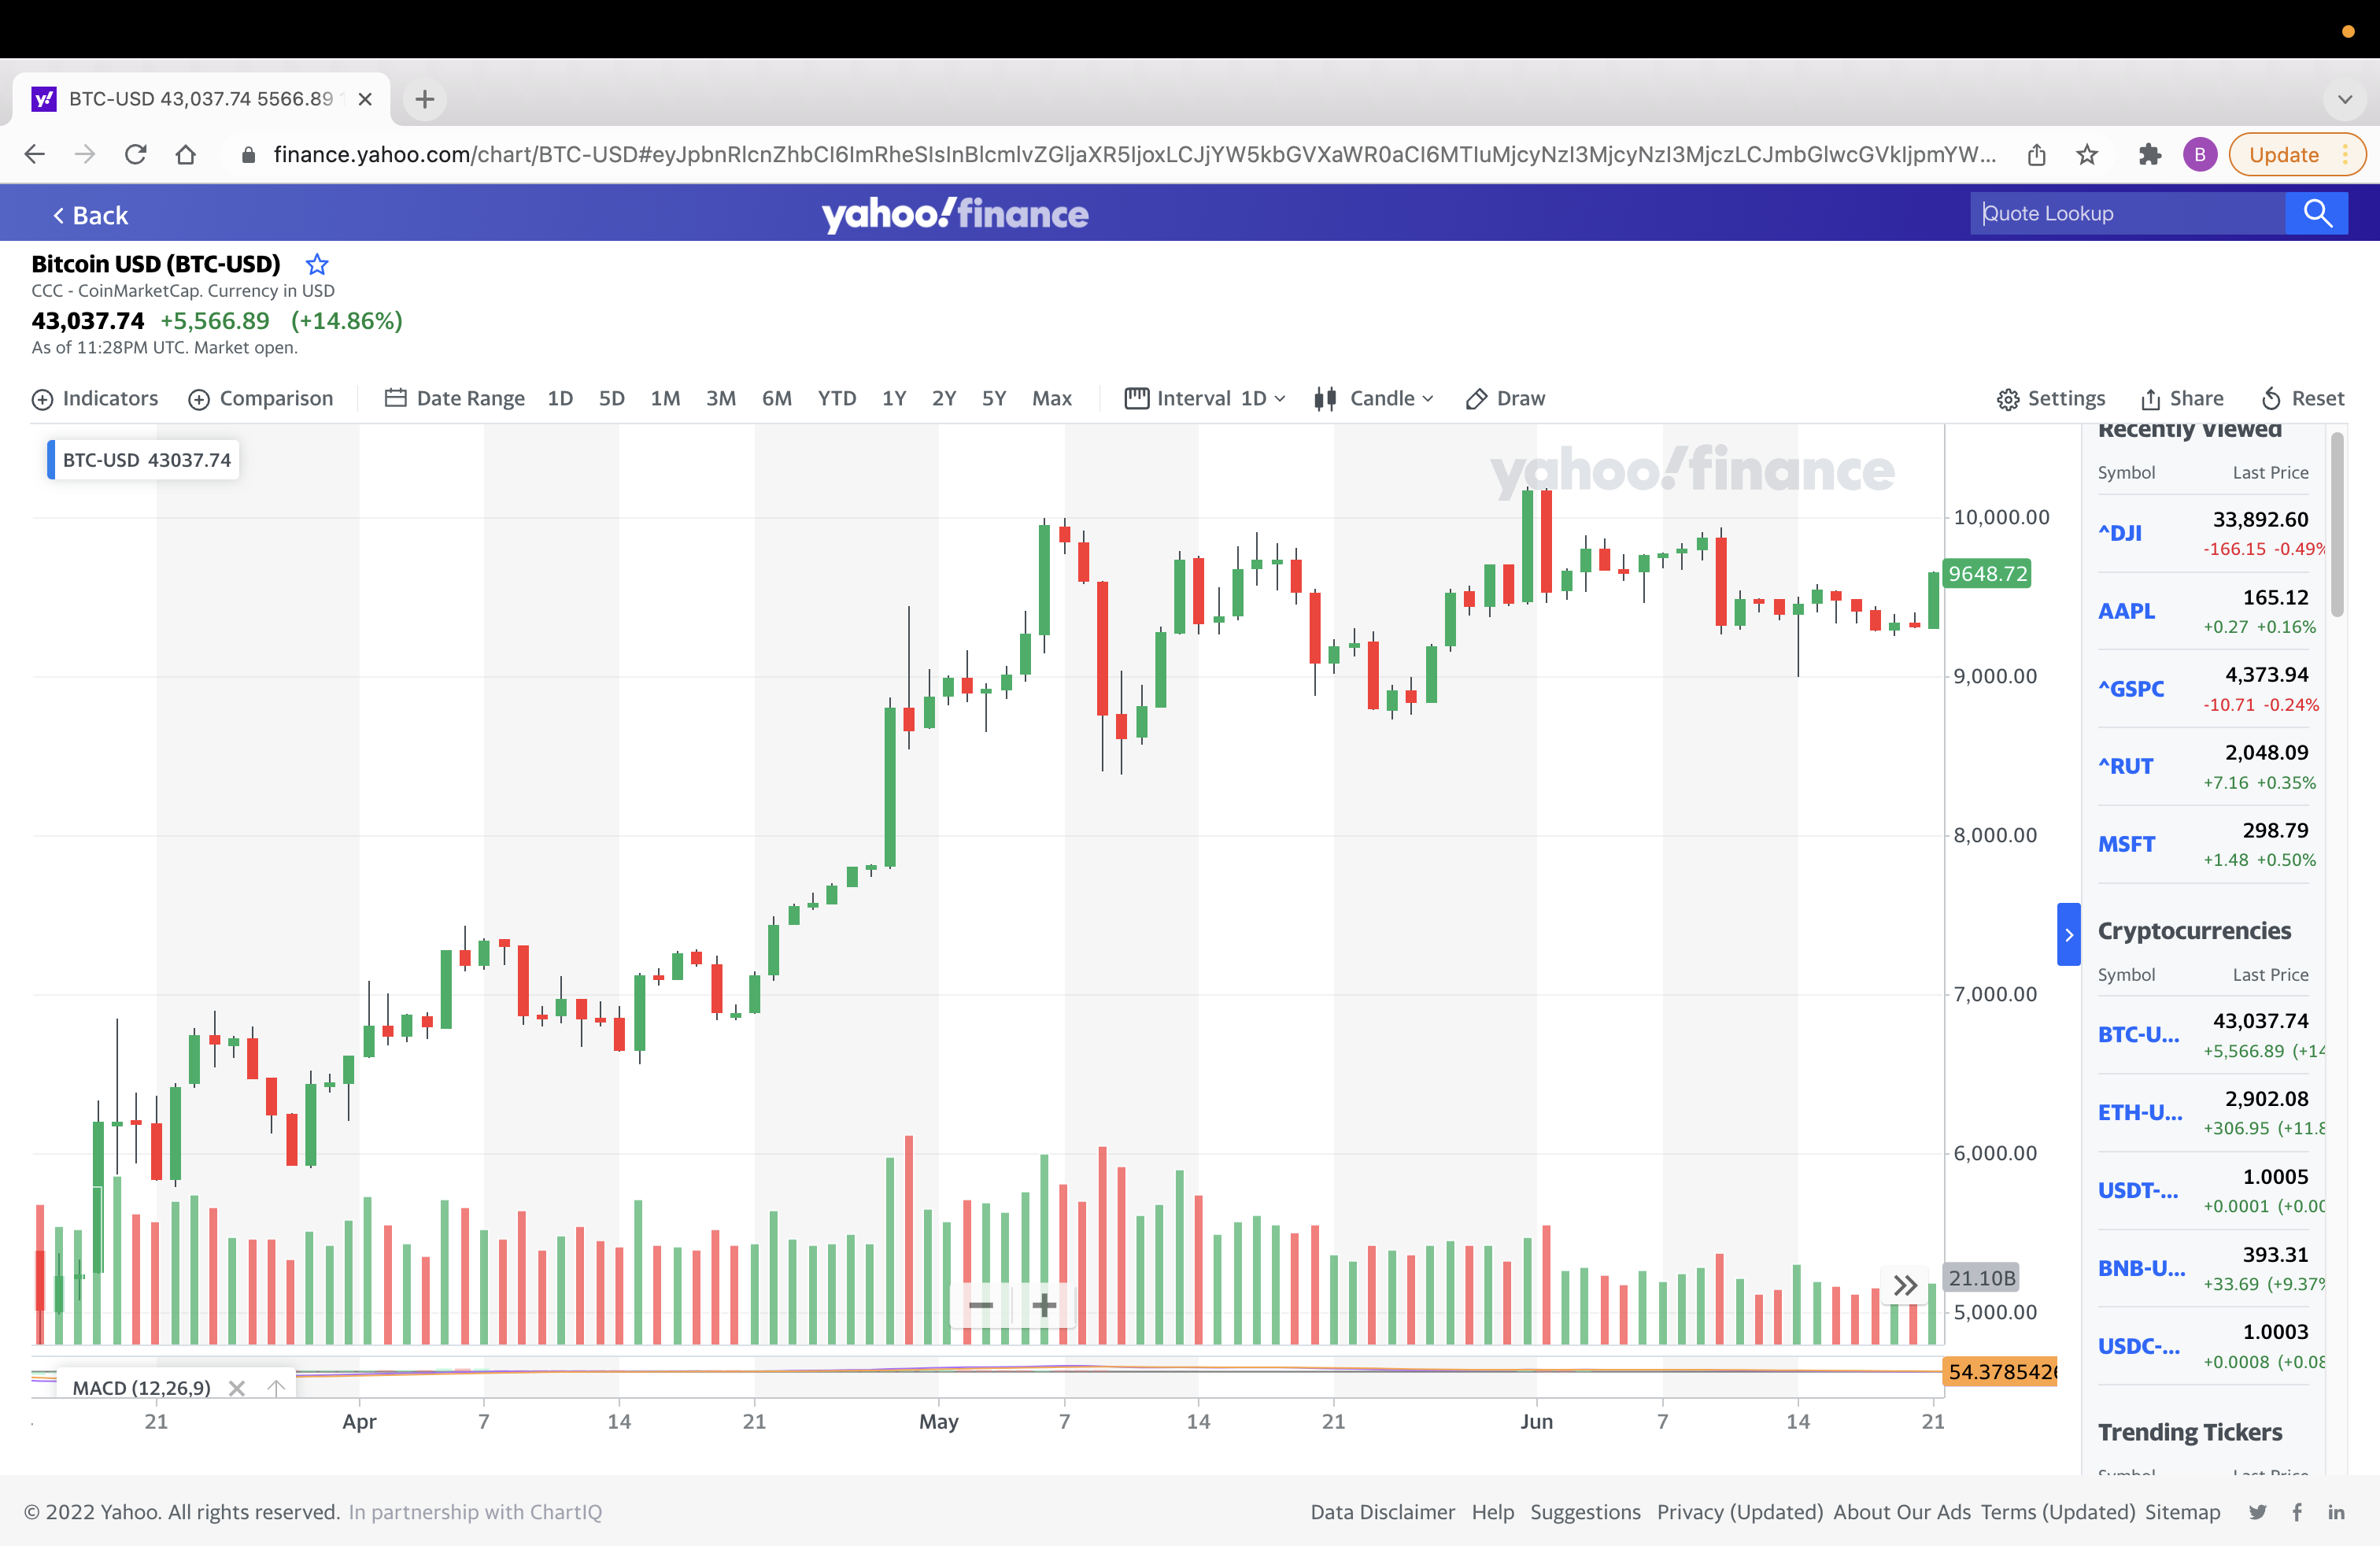 BTC-USD 43,037.74 5566.89
finance.yahoo.com/chart/BTC-USD#eyJpbnRlcnZhbCI6ImRheSIsInBlcmlvZGljaXR5IjoxLCJjYW5kbGVXaWR0aCI6MTIuMjcyNzI3MjcyNzI3MjczLCJmbGlwcGVkIjpmYW...
B
Update
Back
yahoo!finance
Quote Lookup
Bitcoin USD (BTC-USD)
CCC - CoinMarketCap. Currency in USD
43,037.74 +5,566.89 (+14.86%)
As of 11:28PM UTC. Market open.
Indicators Comparison Date Range 1D 5D 1M 3M 6M YTD 1Y 2Y 5Y Max Interval 1D Candle Draw Settings Share Reset
BTC-USD 43037.74
yahoo!finance
10,000.00
9648.72
9,000.00
8,000.00
7,000.00
6,000.00
21.10B
5,000.00
MACD (12,26,9)
54.3785426
21 Apr 7 14 21 May 7 14 21 Jun 7 14 21
Recently Viewed
Symbol Last Price
^DJI 33,892.60
-166.15 -0.49%
AAPL 165.12
+0.27 +0.16%
^GSPC 4,373.94
-10.71 -0.24%
^RUT 2,048.09
+7.16 +0.35%
MSFT 298.79
+1.48 +0.50%
Cryptocurrencies
Symbol Last Price
BTC-U... 43,037.74
+5,566.89 (+14
ETH-U... 2,902.08
+306.95 (+11.8
USDT-... 1.0005
+0.0001 (+0.00
BNB-U... 393.31
+33.69 (+9.37%
USDC-... 1.0003
+0.0008 (+0.08
Trending Tickers
Symbol Last Price
© 2022 Yahoo. All rights reserved. In partnership with ChartIQ
Data Disclaimer Help Suggestions Privacy (Updated) About Our Ads Terms (Updated) Sitemap